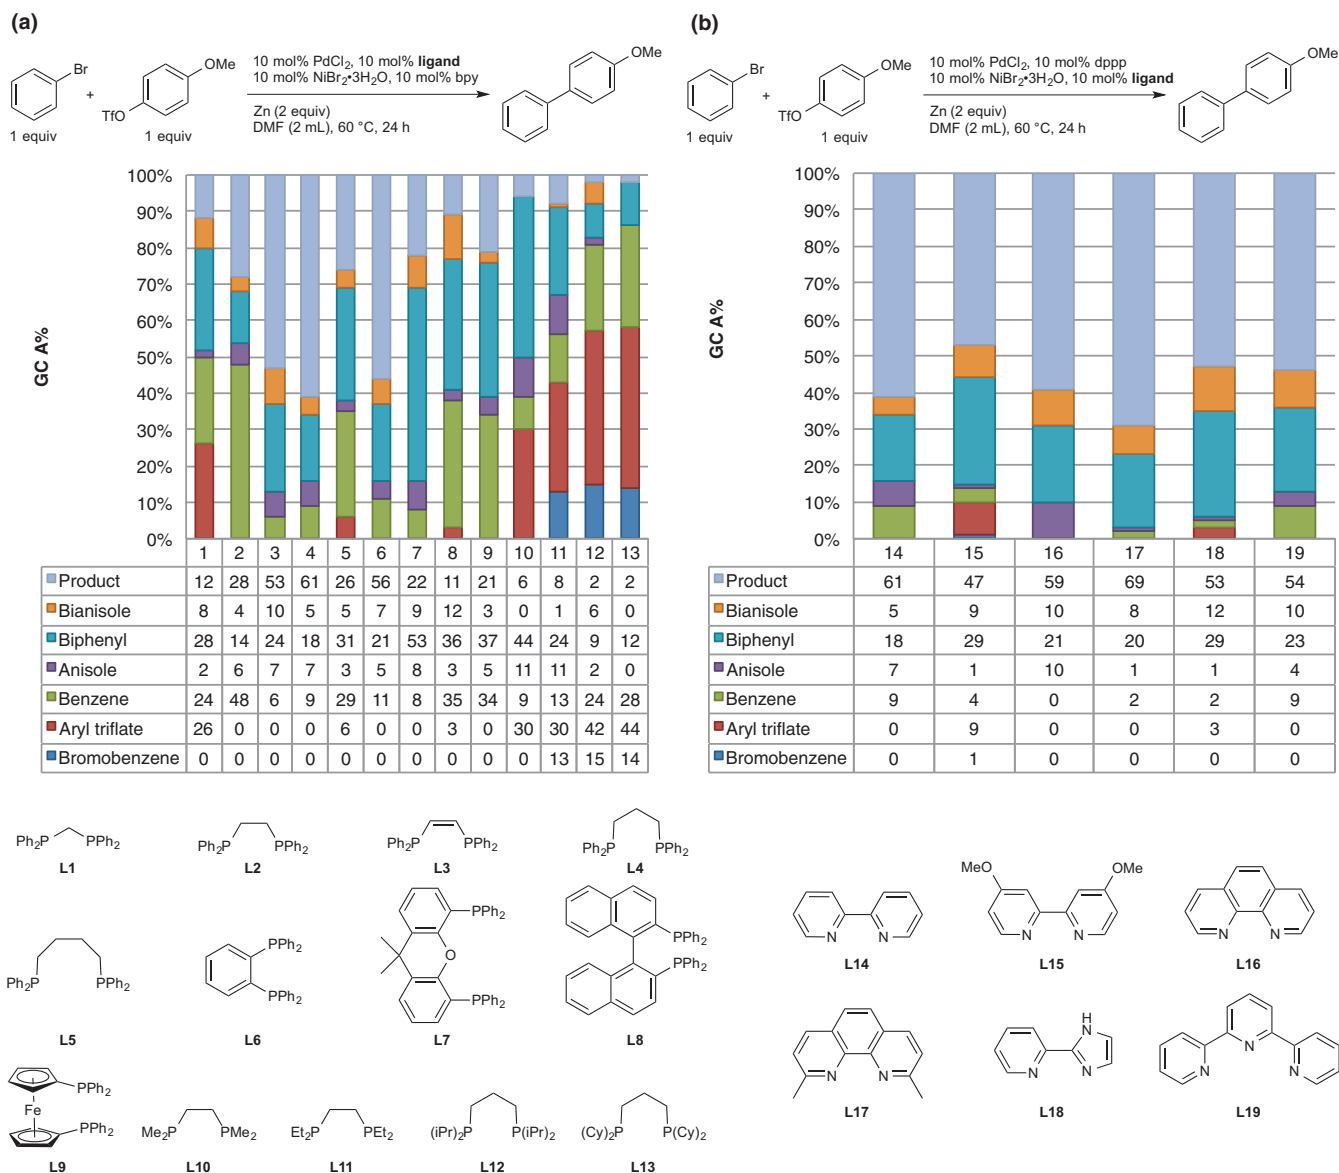 (a)
Br
+
TfO
OMe
1 equiv
1 equiv
10 mol% PdCl2, 10 mol% ligand
10 mol% NiBr2•3H2O, 10 mol% bpy
Zn (2 equiv)
DMF (2 mL), 60 °C, 24 h
OMe
GC A%
100%
90%
80%
70%
60%
50%
40%
30%
20%
10%
0%
1 2 3 4 5 6 7 8 9 10 11 12 13
Product 12 28 53 61 26 56 22 11 21 6 8 2 2
Bianisole 8 4 10 5 5 7 9 12 3 0 1 6 0
Biphenyl 28 14 24 18 31 21 53 36 37 44 24 9 12
Anisole 2 6 7 7 3 5 8 3 5 11 11 2 0
Benzene 24 48 6 9 29 11 8 35 34 9 13 24 28
Aryl triflate 26 0 0 0 6 0 0 3 0 30 30 42 44
Bromobenzene 0 0 0 0 0 0 0 0 0 0 13 15 14
(b)
Br
+
TfO
OMe
1 equiv
1 equiv
10 mol% PdCl2, 10 mol% dppp
10 mol% NiBr2•3H2O, 10 mol% ligand
Zn (2 equiv)
DMF (2 mL), 60 °C, 24 h
OMe
GC A%
100%
90%
80%
70%
60%
50%
40%
30%
20%
10%
0%
14 15 16 17 18 19
Product 61 47 59 69 53 54
Bianisole 5 9 10 8 12 10
Biphenyl 18 29 21 20 29 23
Anisole 7 1 10 1 1 4
Benzene 9 4 0 2 2 9
Aryl triflate 0 9 0 0 3 0
Bromobenzene 0 1 0 0 0 0
Ph2P PPh2
L1
Ph2P PPh2
L2
Ph2P PPh2
L3
Ph2P PPh2
L4
Ph2P PPh2
L5
PPh2
PPh2
L6
PPh2
O
PPh2
L7
PPh2
PPh2
L8
PPh2
Fe
PPh2
L9
Me2P PMe2
L10
Et2P PEt2
L11
(iPr)2P P(iPr)2
L12
(Cy)2P P(Cy)2
L13
N N
L14
MeO OMe
N N
L15
N N
L16
N N
L17
H
N
N N
L18
N N N
L19